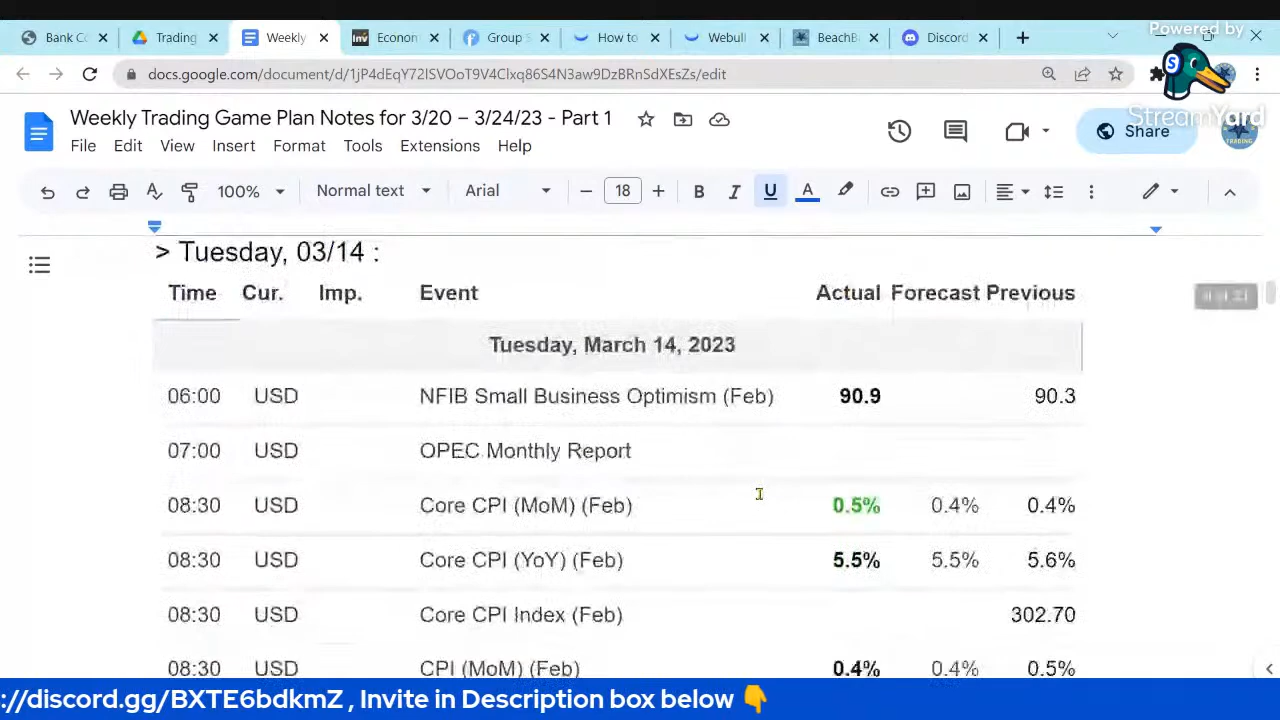 Bank Co
Trading
Weekly
Inv
Econom
Group S
How to
Webull
BeachB
Discord
Powered by
docs.google.com/document/d/
/edit
Weekly Trading Game Plan Notes for 3/20 – 3/24/23 - Part 1
StreamYard
Share
TRADING
File Edit View Insert Format Tools Extensions Help
100% Normal text Arial 18 B I U A
> Tuesday, 03/14 :
Time Cur. Imp. Event Actual Forecast Previous
Tuesday, March 14, 2023
06:00 USD NFIB Small Business Optimism (Feb) 90.9 90.3
07:00 USD OPEC Monthly Report
08:30 USD Core CPI (MoM) (Feb) 0.5% 0.4% 0.4%
08:30 USD Core CPI (YoY) (Feb) 5.5% 5.5% 5.6%
08:30 USD Core CPI Index (Feb) 302.70
08:30 USD CPI (MoM) (Feb) 0.4% 0.4% 0.5%
://discord.gg/BXTE6bdkmZ , Invite in Description box below 👇